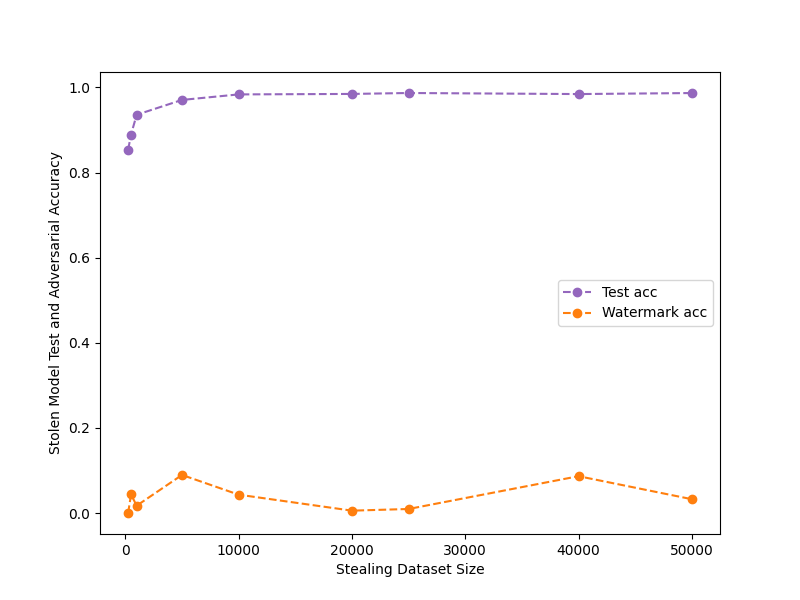 1.0
0.8
0.6
0.4
0.2
0.0
Stolen Model Test and Adversarial Accuracy
Test acc
Watermark acc
0 10000 20000 30000 40000 50000
Stealing Dataset Size